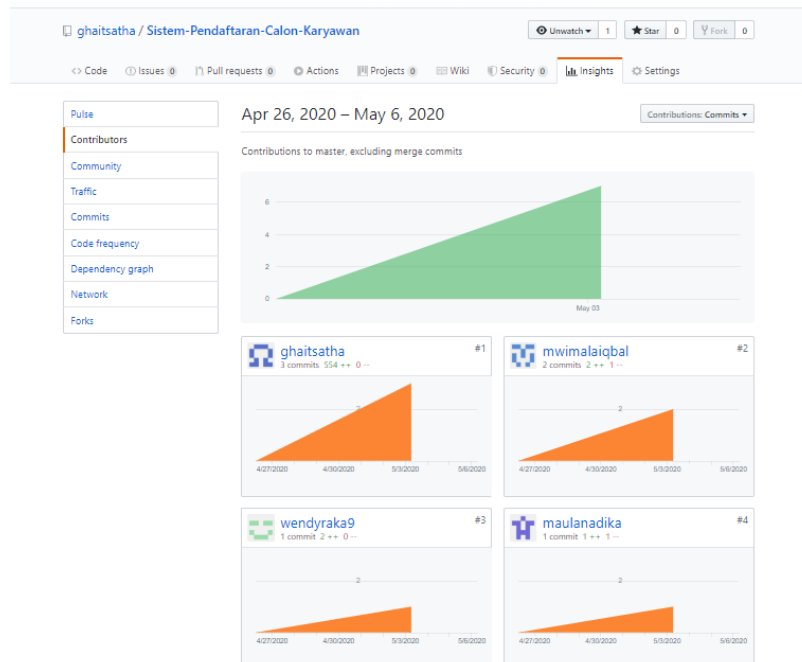 ghaitsatha / Sistem-Pendaftaran-Calon-Karyawan
Unwatch 1 Star 0 Fork 0
<> Code Issues 0 Pull requests 0 Actions Projects 0 Wiki Security 0 Insights Settings
Pulse
Contributors
Community
Traffic
Commits
Code frequency
Dependency graph
Network
Forks
Apr 26, 2020 – May 6, 2020
Contributions: Commits
Contributions to master, excluding merge commits
6
4
2
0
May 03
ghaitsatha #1
3 commits 554 ++ 0 --
2
4/27/2020 4/30/2020 5/3/2020 5/6/2020
mwimalaiqbal #2
2 commits 2 ++ 1 --
2
4/27/2020 4/30/2020 5/3/2020 5/6/2020
wendyraka9 #3
1 commit 2 ++ 0 --
2
4/27/2020 4/30/2020 5/3/2020 5/6/2020
maulanadika #4
1 commit 1 ++ 1 --
2
4/27/2020 4/30/2020 5/3/2020 5/6/2020